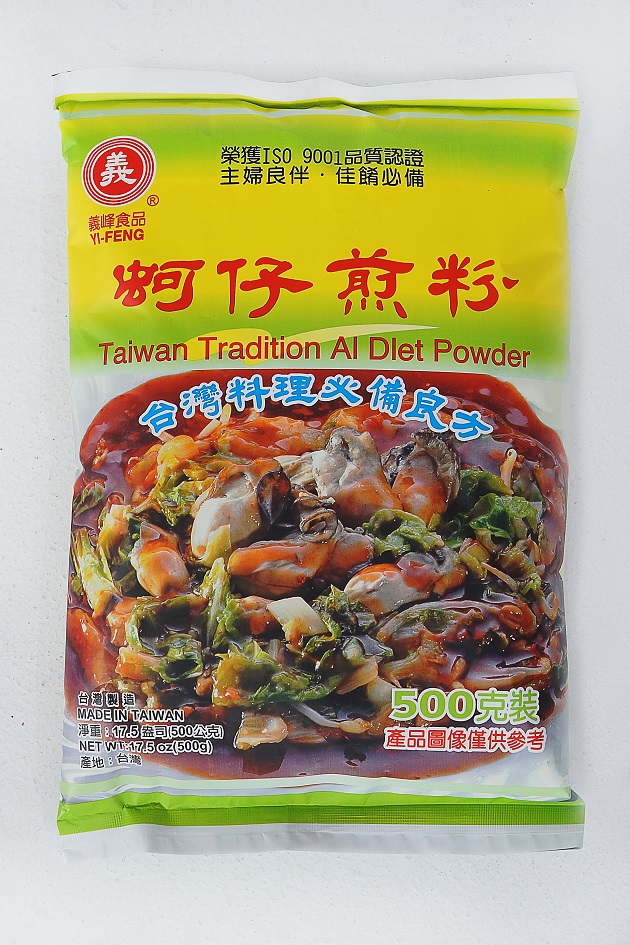 義
®
義峰食品
YI-FENG
榮獲ISO 9001品質認證
主婦良伴·佳餚必備
蚵仔煎粉
Taiwan Tradition Al Dlet Powder
台灣料理必備良方
台灣製造
MADE IN TAIWAN
淨重:17.5盎司(500公克)
NET WT:17.5 oz(500g)
產地:台灣
500克裝
產品圖像僅供參考